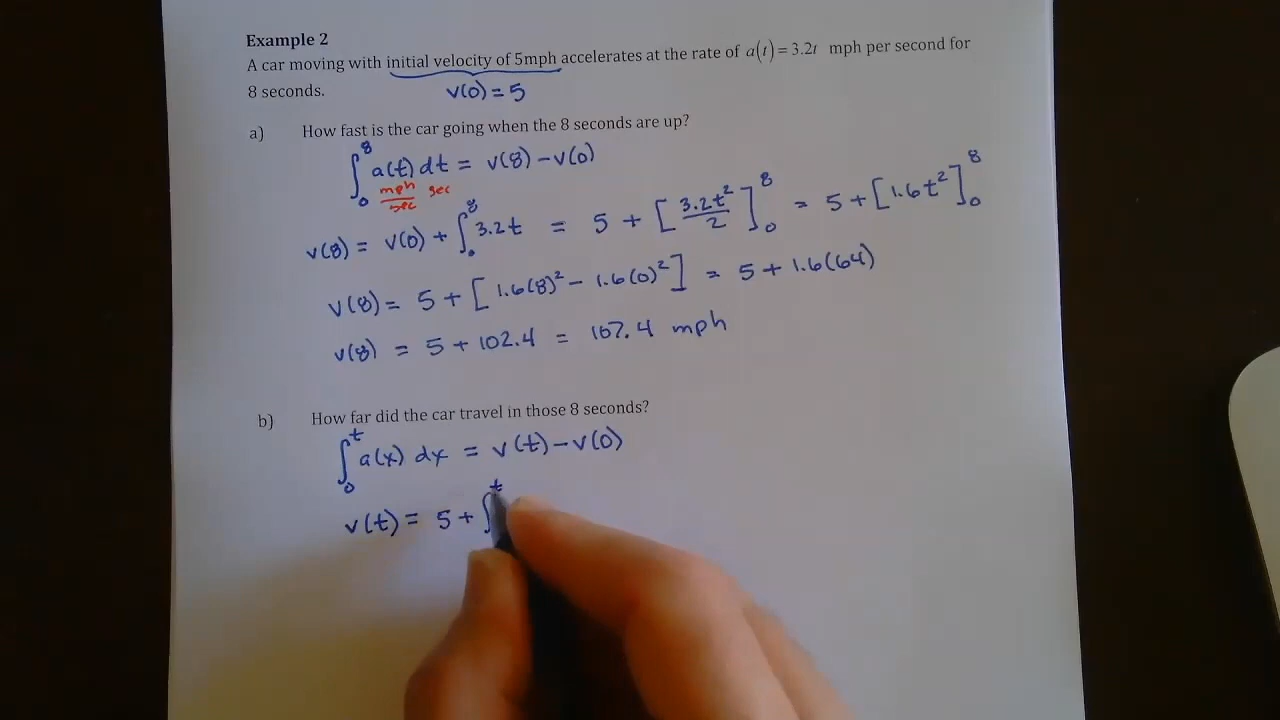 Example 2
A car moving with initial velocity of 5mph accelerates at the rate of a(t) = 3.2t mph per second for
8 seconds. v(0) = 5
a) How fast is the car going when the 8 seconds are up?
∫₀⁸ a(t) dt = v(8) – v(0)
mph/sec sec
v(8) = v(0) + ∫₀⁸ 3.2t = 5 + [3.2t²/2]₀⁸ = 5 + [1.6t²]₀⁸
v(8) = 5 + [1.6(8)² – 1.6(0)²] = 5 + 1.6(64)
v(8) = 5 + 102.4 = 107.4 mph
b) How far did the car travel in those 8 seconds?
∫₀ᵗ a(x) dx = v(t) – v(0)
v(t) = 5 + ∫ᵗ